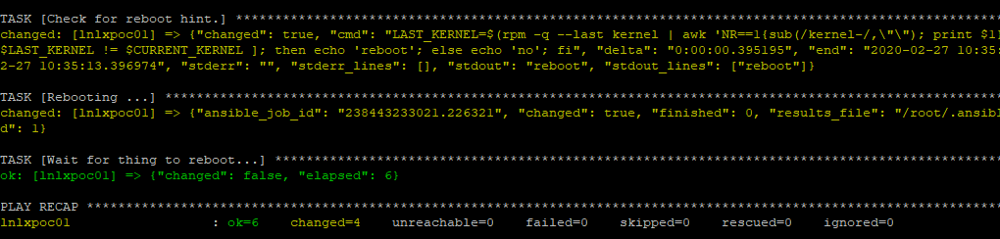 TASK [Check for reboot hint.] ****************************************************************************************************
changed: [lnlxpoc01] => {"changed": true, "cmd": "LAST_KERNEL=$(rpm -q --last kernel | awk 'NR==1{sub(/kernel-/,\"\"); print $1}
$LAST_KERNEL != $CURRENT_KERNEL ]; then echo 'reboot'; else echo 'no'; fi", "delta": "0:00:00.395195", "end": "2020-02-27 10:35:
2-27 10:35:13.396974", "stderr": "", "stderr_lines": [], "stdout": "reboot", "stdout_lines": ["reboot"]}
TASK [Rebooting ...] *************************************************************************************************************
changed: [lnlxpoc01] => {"ansible_job_id": "238443233021.226321", "changed": true, "finished": 0, "results_file": "/root/.ansibl
d": 1}
TASK [Wait for thing to reboot...] ***********************************************************************************************
ok: [lnlxpoc01] => {"changed": false, "elapsed": 6}
PLAY RECAP ***********************************************************************************************************************
lnlxpoc01 : ok=6 changed=4 unreachable=0 failed=0 skipped=0 rescued=0 ignored=0